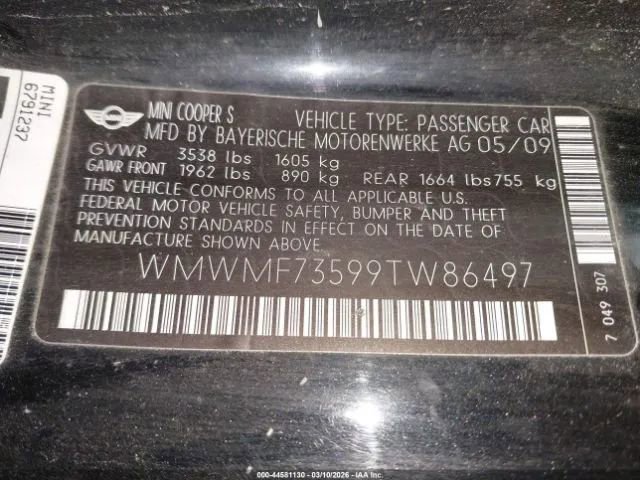 MINI COOPER S VEHICLE TYPE: PASSENGER CAR
MFD BY BAYERISCHE MOTORENWERKE AG 05/09
GVWR 3538 lbs 1605 kg
GAWR FRONT 1962 lbs 890 kg REAR 1664 lbs 755 kg
THIS VEHICLE CONFORMS TO ALL APPLICABLE U.S.
FEDERAL MOTOR VEHICLE SAFETY, BUMPER AND THEFT
PREVENTION STANDARDS IN EFFECT ON THE DATE OF
MANUFACTURE SHOWN ABOVE.
WMWMF73599TW86497
7 049 307
MINI
6791237
000-44581130 - 03/10/2026 - IAA Inc.